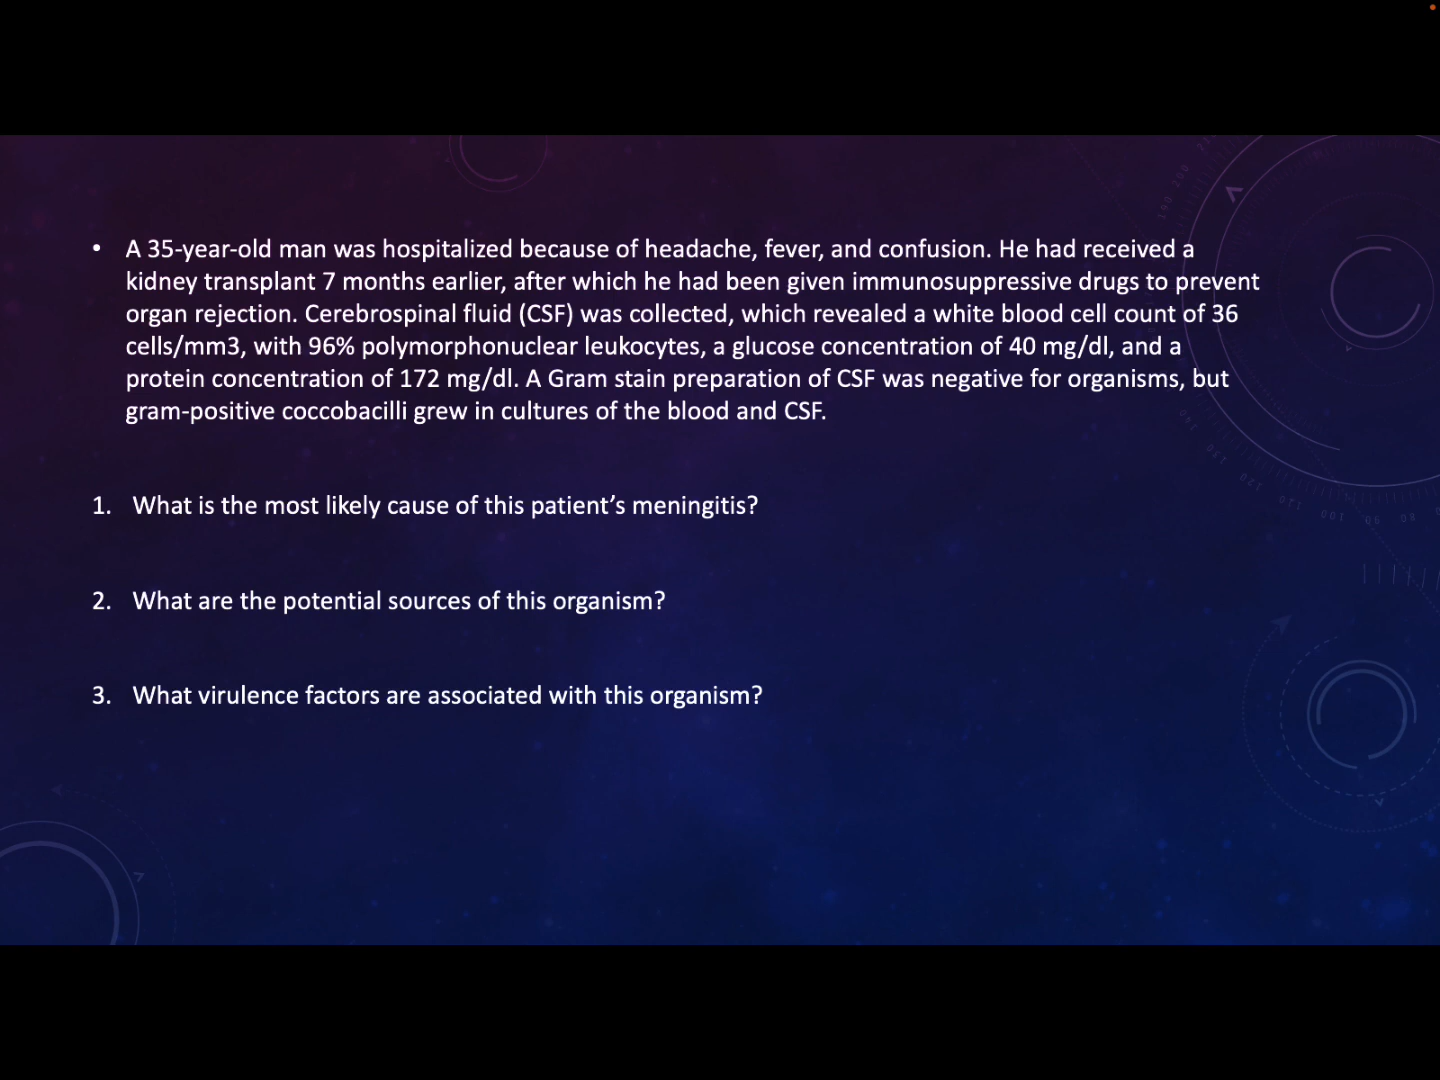 • A 35-year-old man was hospitalized because of headache, fever, and confusion. He had received a
kidney transplant 7 months earlier, after which he had been given immunosuppressive drugs to prevent
organ rejection. Cerebrospinal fluid (CSF) was collected, which revealed a white blood cell count of 36
cells/mm3, with 96% polymorphonuclear leukocytes, a glucose concentration of 40 mg/dl, and a
protein concentration of 172 mg/dl. A Gram stain preparation of CSF was negative for organisms, but
gram-positive coccobacilli grew in cultures of the blood and CSF.
1. What is the most likely cause of this patient’s meningitis?
2. What are the potential sources of this organism?
3. What virulence factors are associated with this organism?